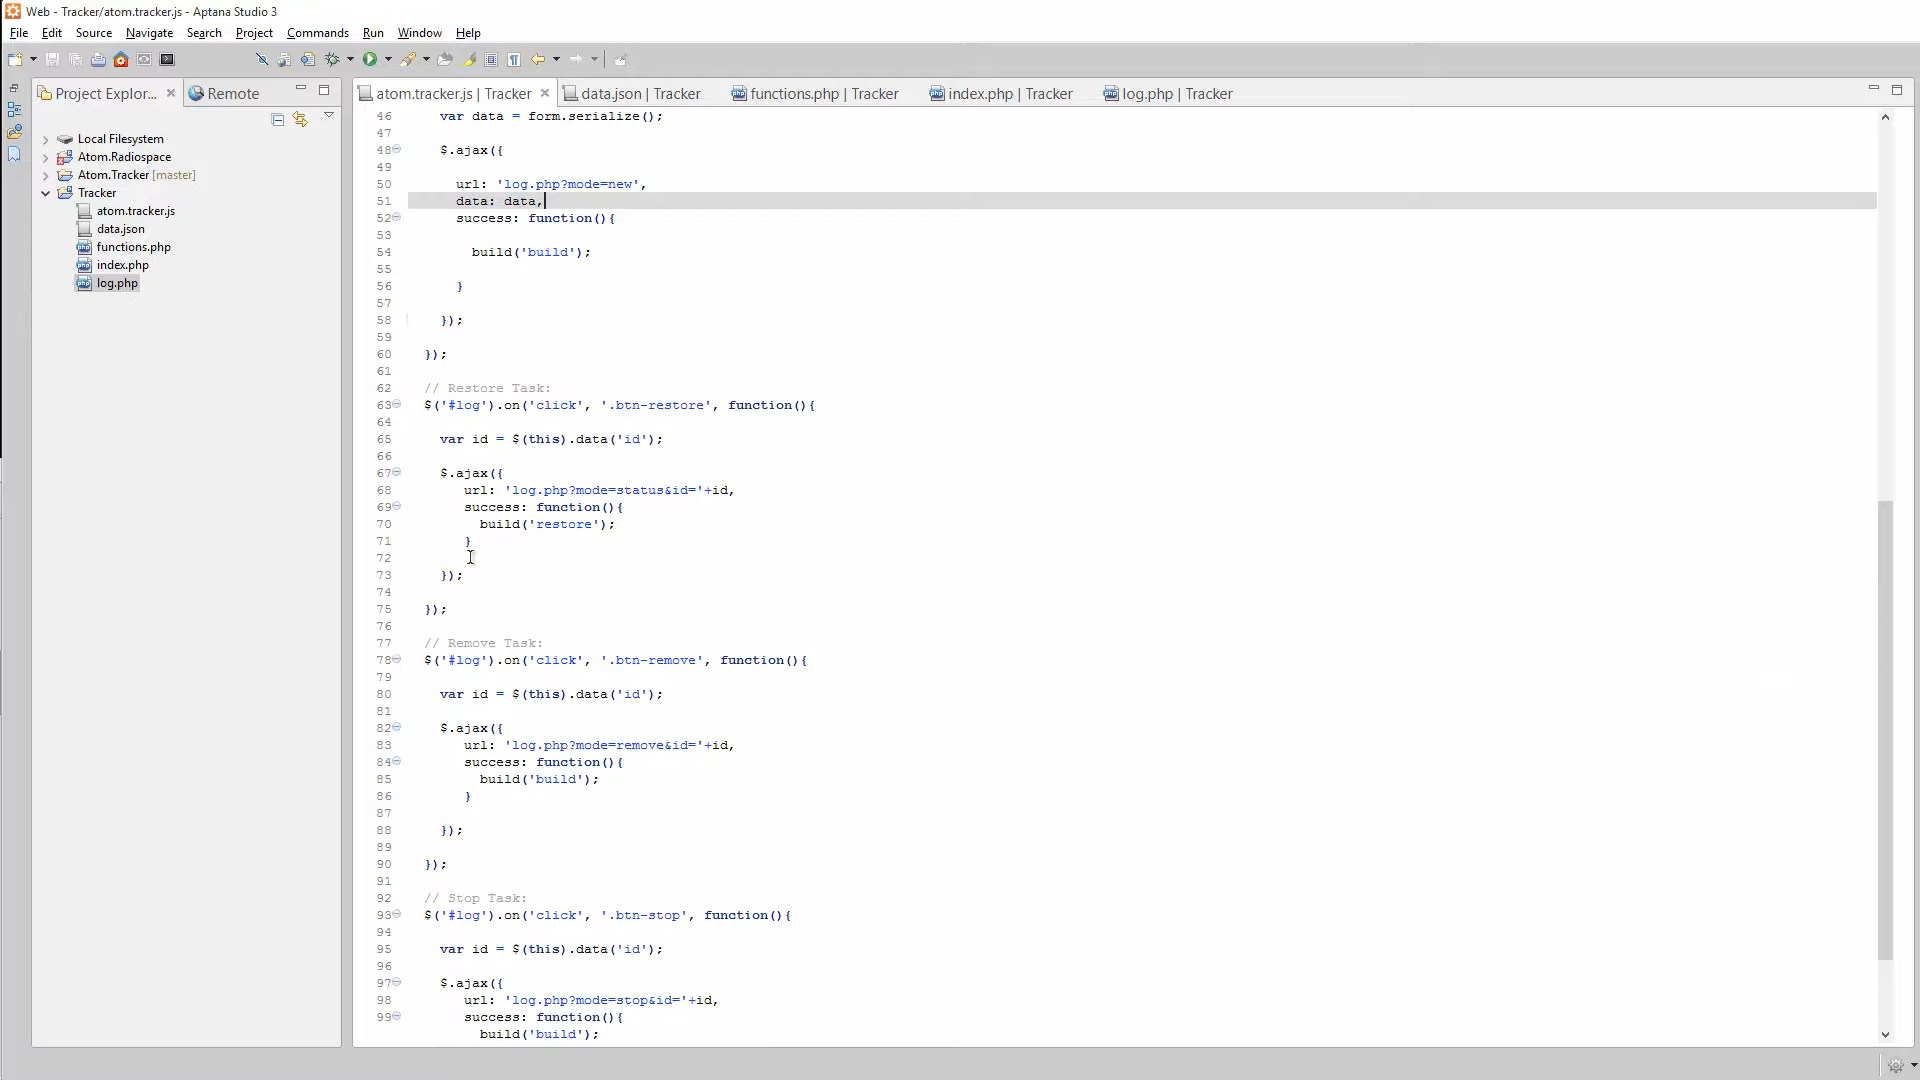 Web - Tracker/atom.tracker.js - Aptana Studio 3
File Edit Source Navigate Search Project Commands Run Window Help
Project Explor... Remote
atom.tracker.js | Tracker data.json | Tracker functions.php | Tracker index.php | Tracker log.php | Tracker
Local Filesystem
Atom.Radiospace
Atom.Tracker [master]
Tracker
atom.tracker.js
data.json
functions.php
index.php
log.php
46 var data = form.serialize();
47
48 $.ajax({
49
50 url: 'log.php?mode=new',
51 data: data,
52 success: function(){
53
54 build('build');
55
56 }
57
58 });
59
60 });
61
62 // Restore Task:
63 $('#log').on('click', '.btn-restore', function(){
64
65 var id = $(this).data('id');
66
67 $.ajax({
68 url: 'log.php?mode=status&id='+id,
69 success: function(){
70 build('restore');
71 }
72
73 });
74
75 });
76
77 // Remove Task:
78 $('#log').on('click', '.btn-remove', function(){
79
80 var id = $(this).data('id');
81
82 $.ajax({
83 url: 'log.php?mode=remove&id='+id,
84 success: function(){
85 build('build');
86 }
87
88 });
89
90 });
91
92 // Stop Task:
93 $('#log').on('click', '.btn-stop', function(){
94
95 var id = $(this).data('id');
96
97 $.ajax({
98 url: 'log.php?mode=stop&id='+id,
99 success: function(){
build('build');